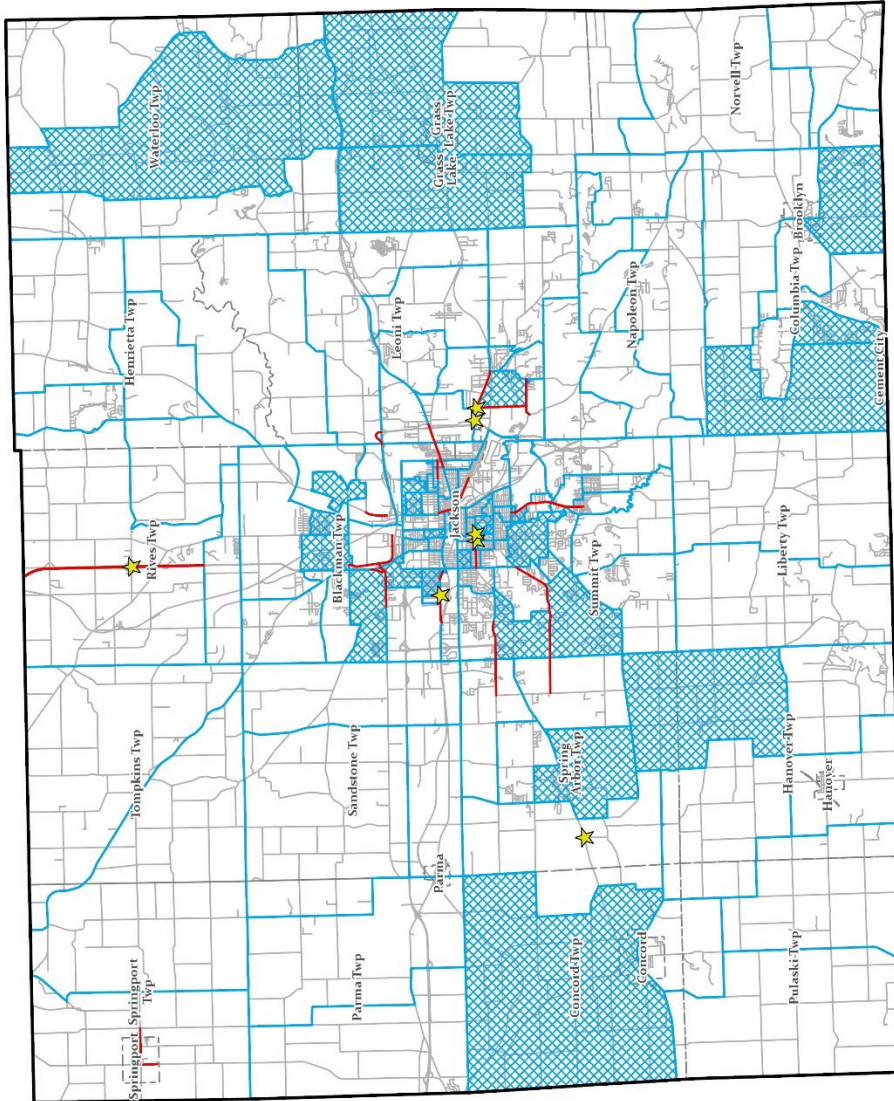 Springport
Springport
Twp
Tompkins Twp
Rives Twp
Henrietta Twp
Waterloo Twp
Parma Twp
Sandstone Twp
Blackman Twp
Leoni Twp
Parma
Jackson
Grass
Lake
Grass
Lake Twp
Concord Twp
Concord
Spring
Arbor Twp
Summit Twp
Napoleon Twp
Norvell Twp
Pulaski Twp
Hanover Twp
Hanover
Liberty Twp
Columbia Twp
Brooklyn
Cement City